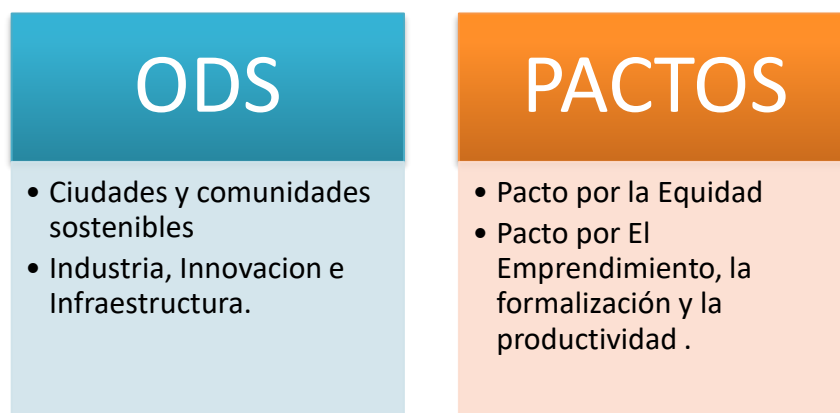 ODS
• Ciudades y comunidades
sostenibles
• Industria, Innovacion e
Infraestructura.
PACTOS
• Pacto por la Equidad
• Pacto por El
Emprendimiento, la
formalización y la
productividad .